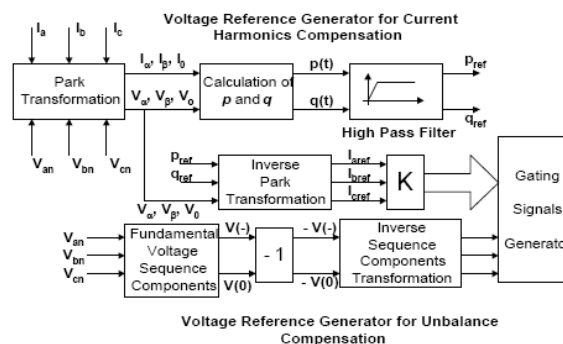 Voltage Reference Generator for Current
Harmonics Compensation
Ia Ib Ic
Park
Transformation
Iα, Iβ, I0
Vα, Vβ, Vo
Calculation of
p and q
p(t)
q(t)
High Pass Filter
pref
qref
Van Vbn Vcn
pref
qref
Vα, Vβ, V0
Inverse
Park
Transformation
Iaref
Ibref
Icref
K
Gating
Signals
Generator
Van
Vbn
Vcn
Fundamental
Voltage
Sequence
Components
V(-)
V(0)
- 1
- V(-)
- V(0)
Inverse
Sequence
Components
Transformation
Voltage Reference Generator for Unbalance
Compensation